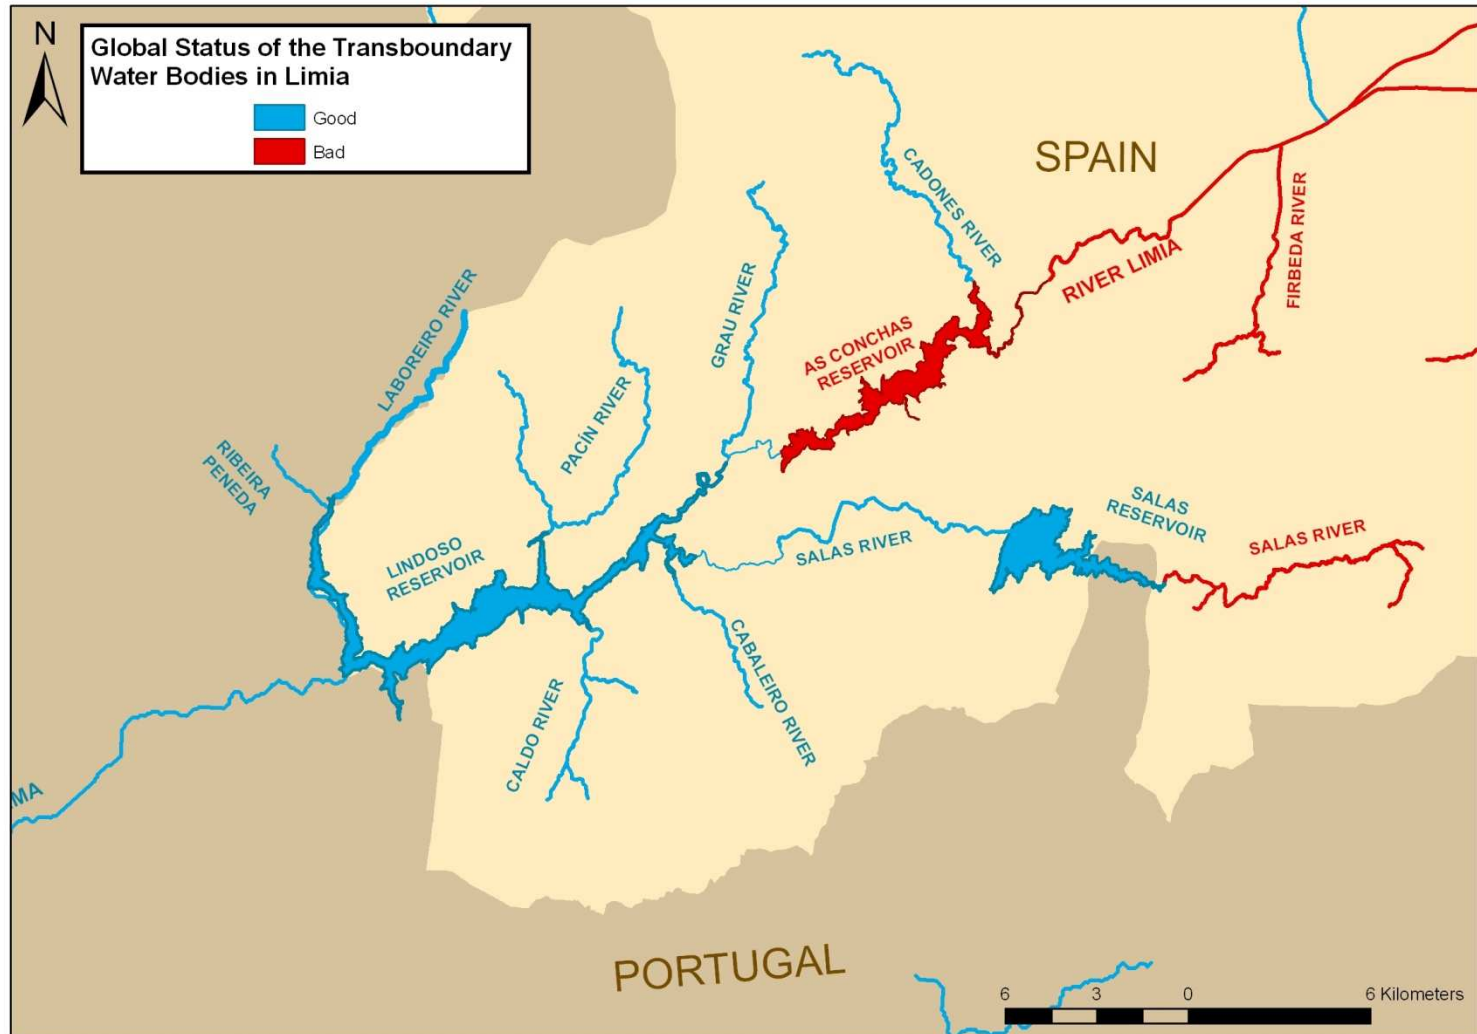 N
Global Status of the Transboundary
Water Bodies in Limia
Good
Bad
SPAIN
CADONES RIVER
RIVER LIMIA
FIRBEDA RIVER
LABOREIRO RIVER
GRAU RIVER
AS CONCHAS
RESERVOIR
PACÍN RIVER
RIBEIRA
PENEDA
LINDOSO
RESERVOIR
SALAS RIVER
SALAS
RESERVOIR
SALAS RIVER
CABALEIRO RIVER
CALDO RIVER
MA
PORTUGAL
6 3 0 6 Kilometers